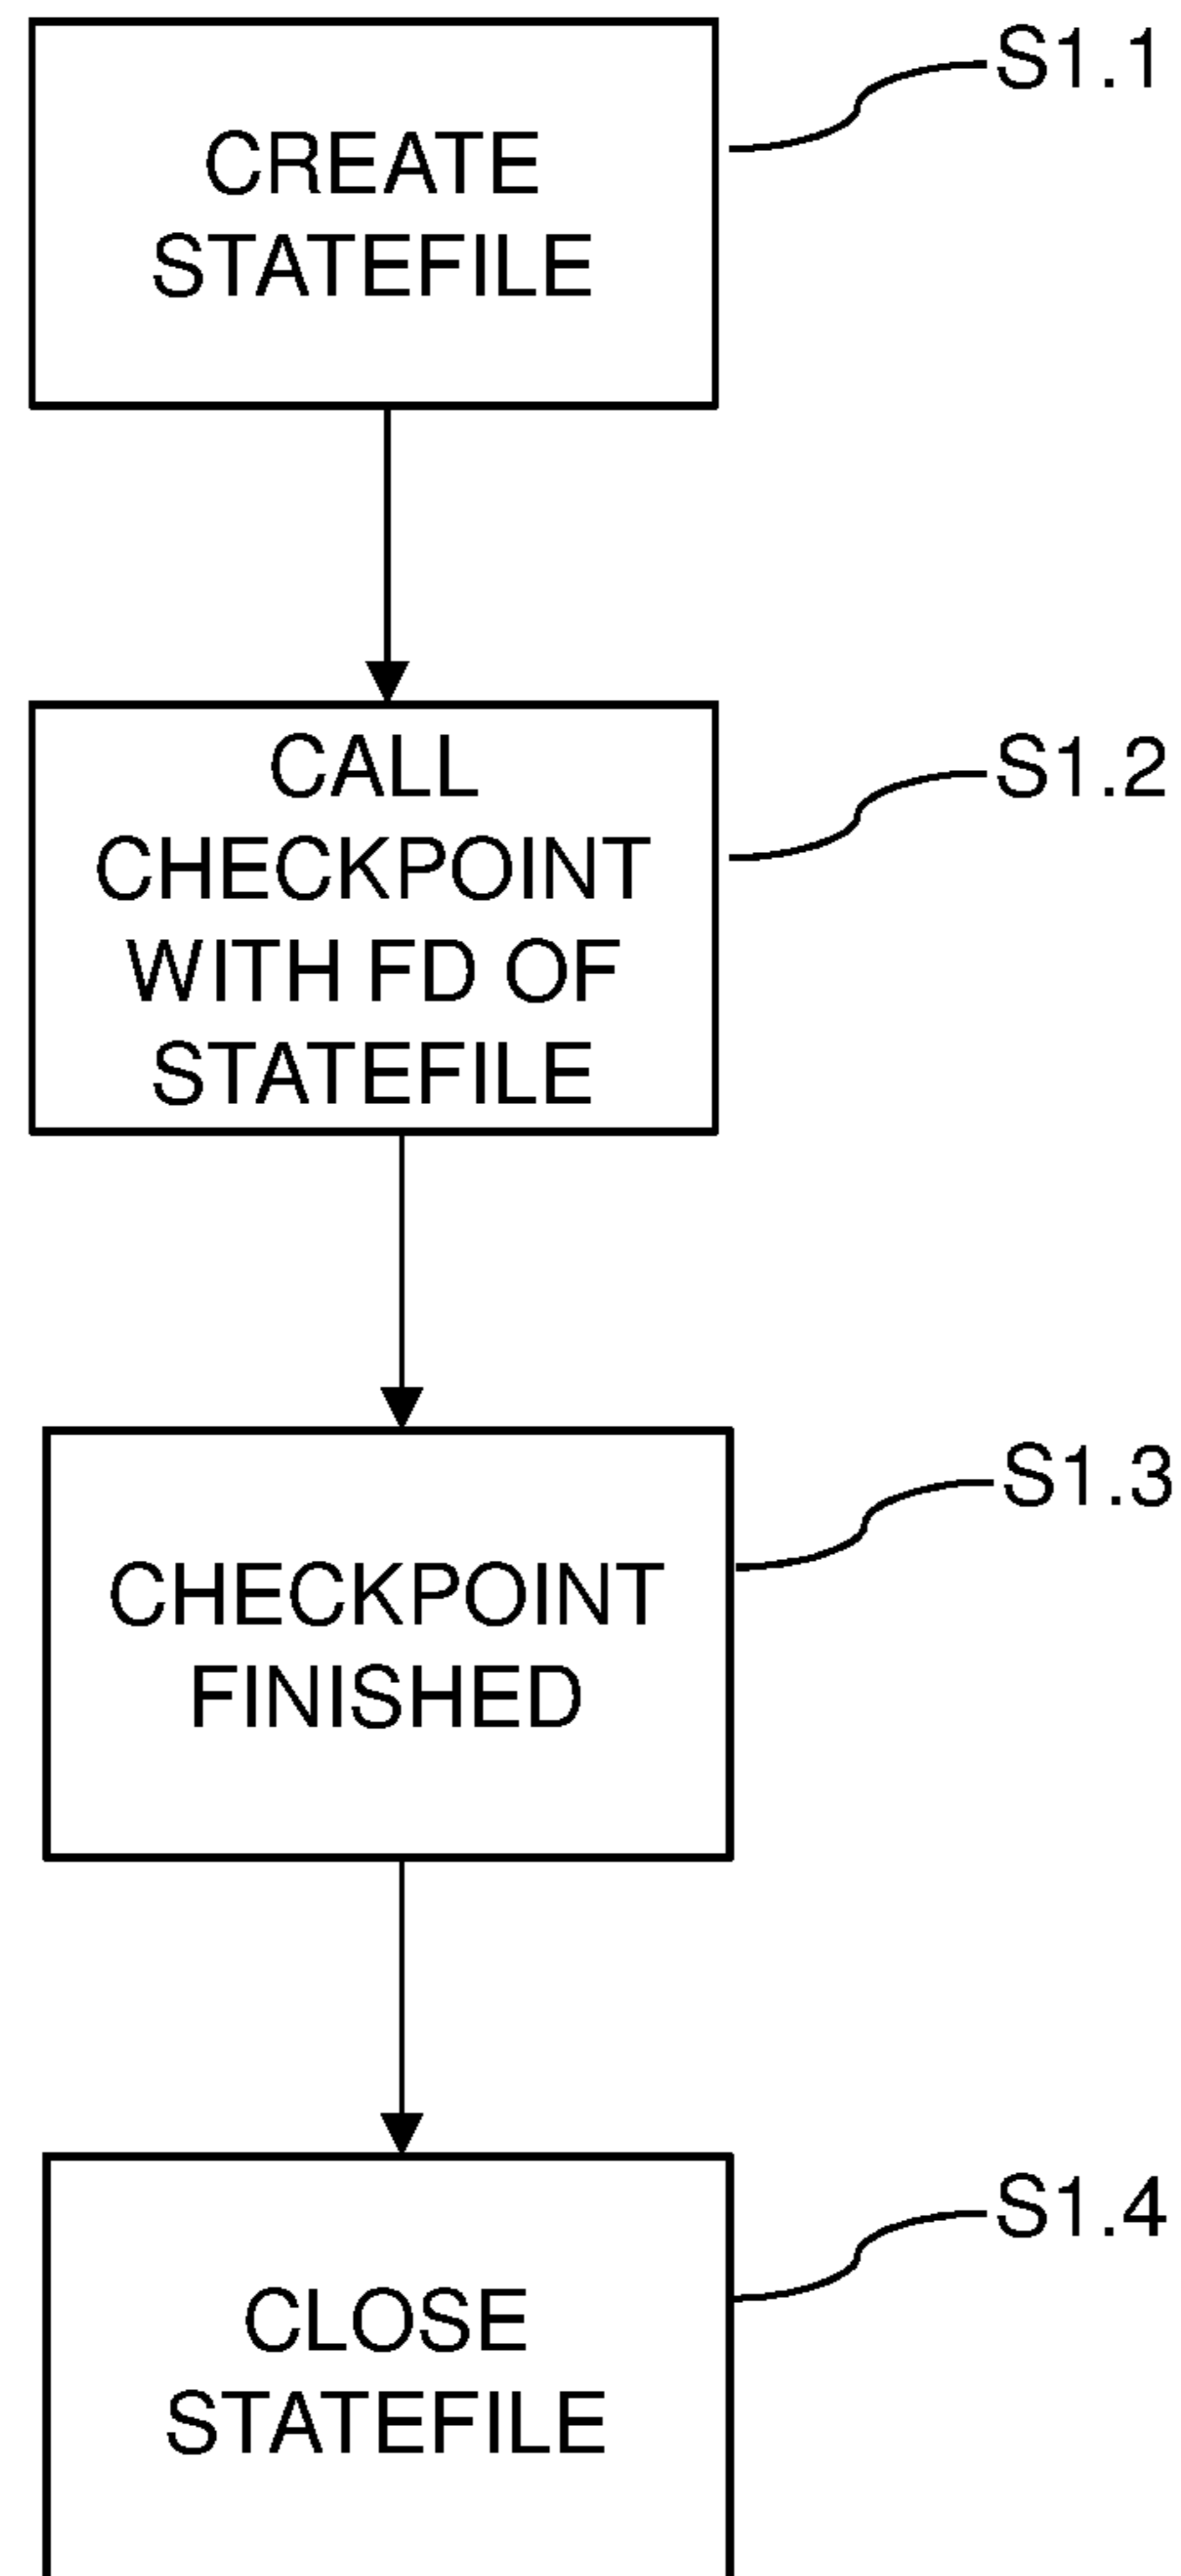 S1.1
CREATE
STATEFILE
S1.2
CALL
CHECKPOINT
WITH FD OF
STATEFILE
S1.3
CHECKPOINT
FINISHED
S1.4
CLOSE
STATEFILE